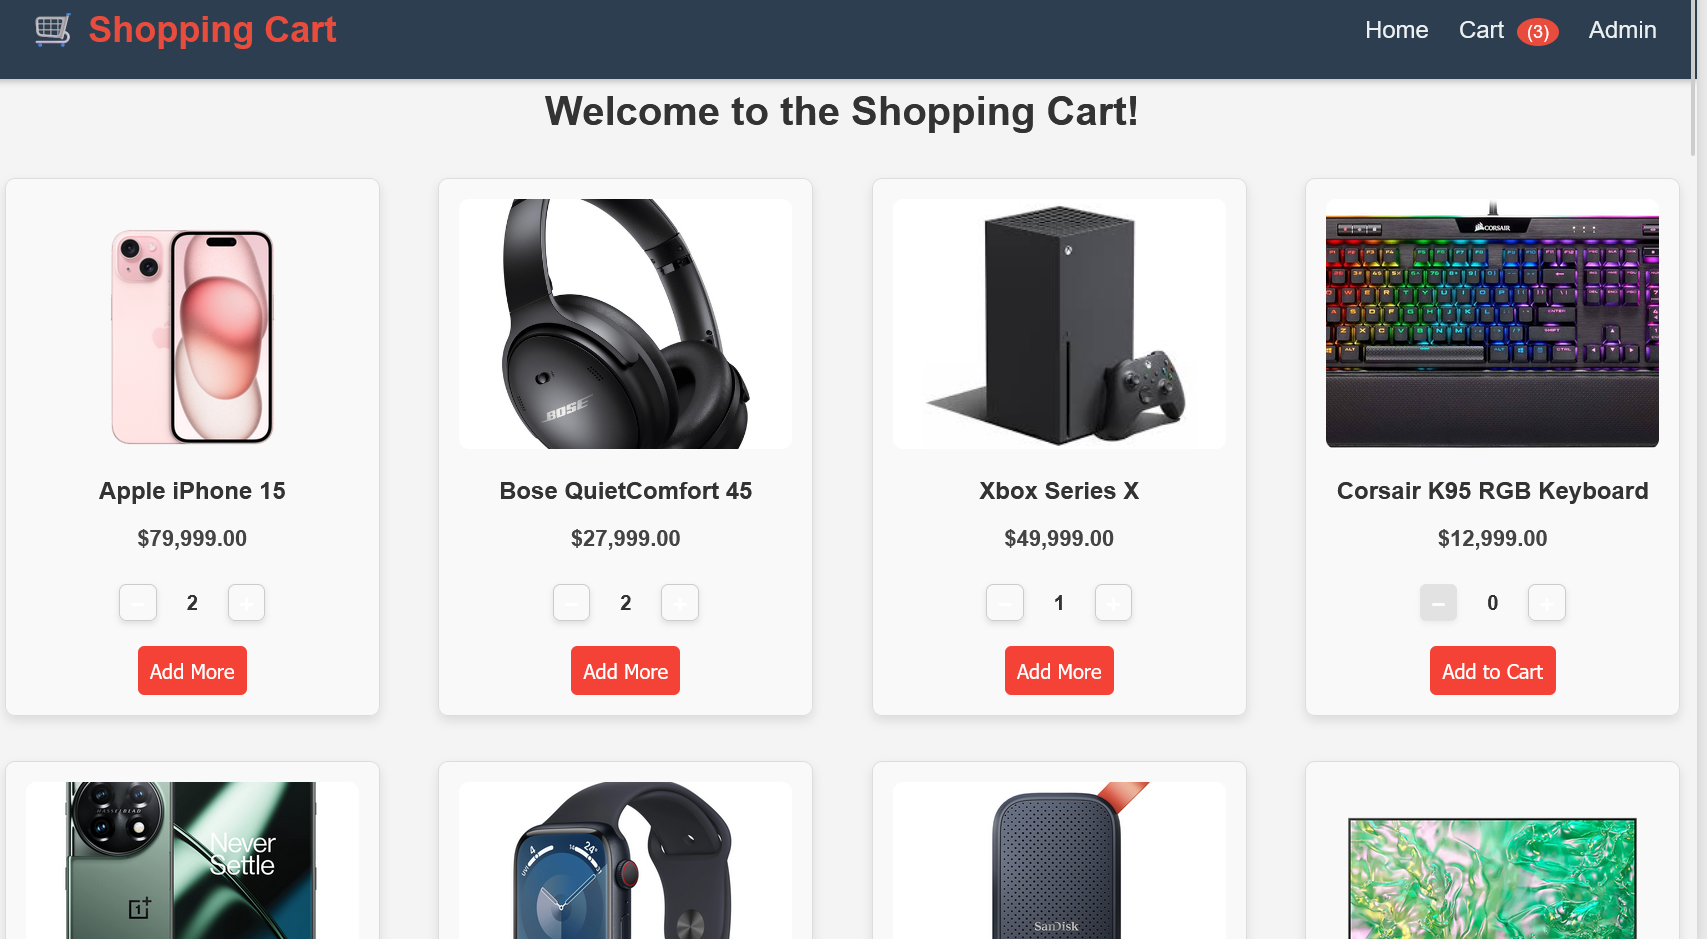 Shopping Cart
Home Cart (3) Admin
Welcome to the Shopping Cart!
BOSE
CORSAIR
Apple iPhone 15
$79,999.00
− 2 +
Add More
Bose QuietComfort 45
$27,999.00
− 2 +
Add More
Xbox Series X
$49,999.00
− 1 +
Add More
Corsair K95 RGB Keyboard
$12,999.00
− 0 +
Add to Cart
HASSELBLAD
Never
Settle
SanDisk